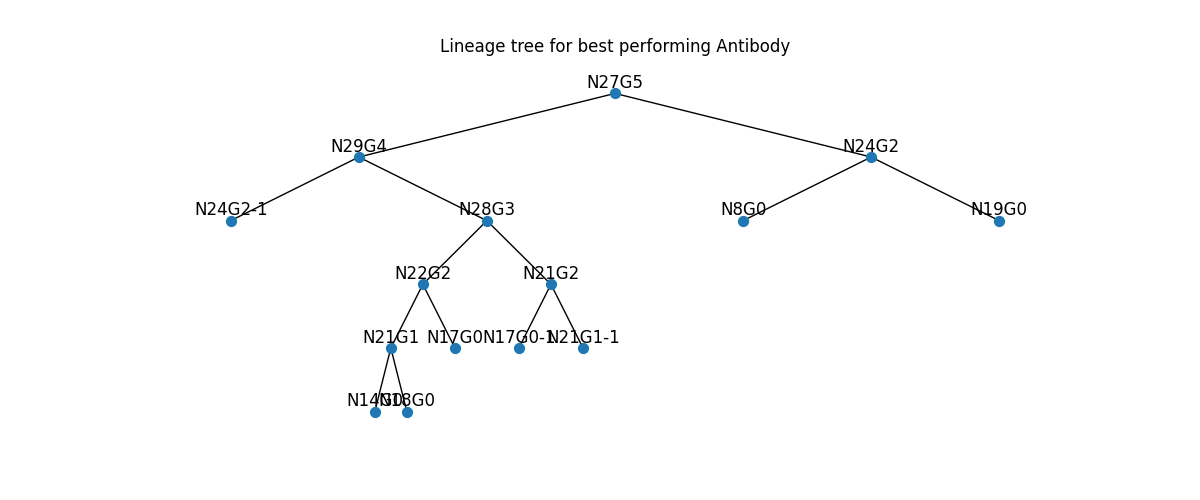 Lineage tree for best performing Antibody
N27G5
N29G4 N24G2
N24G2-1 N28G3 N8G0 N19G0
N22G2 N21G2
N21G1 N17G0 N17G0-1 N21G1-1
N14G0 N18G0